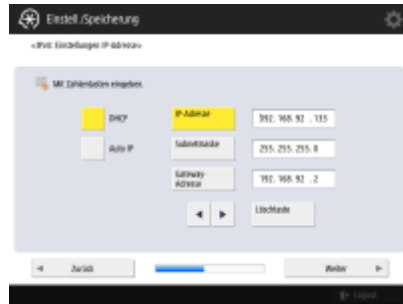 Einstell./Speicherung
<IPv4: Einstellungen IP-Adresse>
Mit Zahlentasten eingeben.
DHCP
IP-Adresse
192. 168. 92 . 133
Auto IP
Subnetmaske
255. 255. 255. 0
Gateway-
Adresse
192. 168. 92 . 2
Löschtaste
Zurück
Weiter
Logout